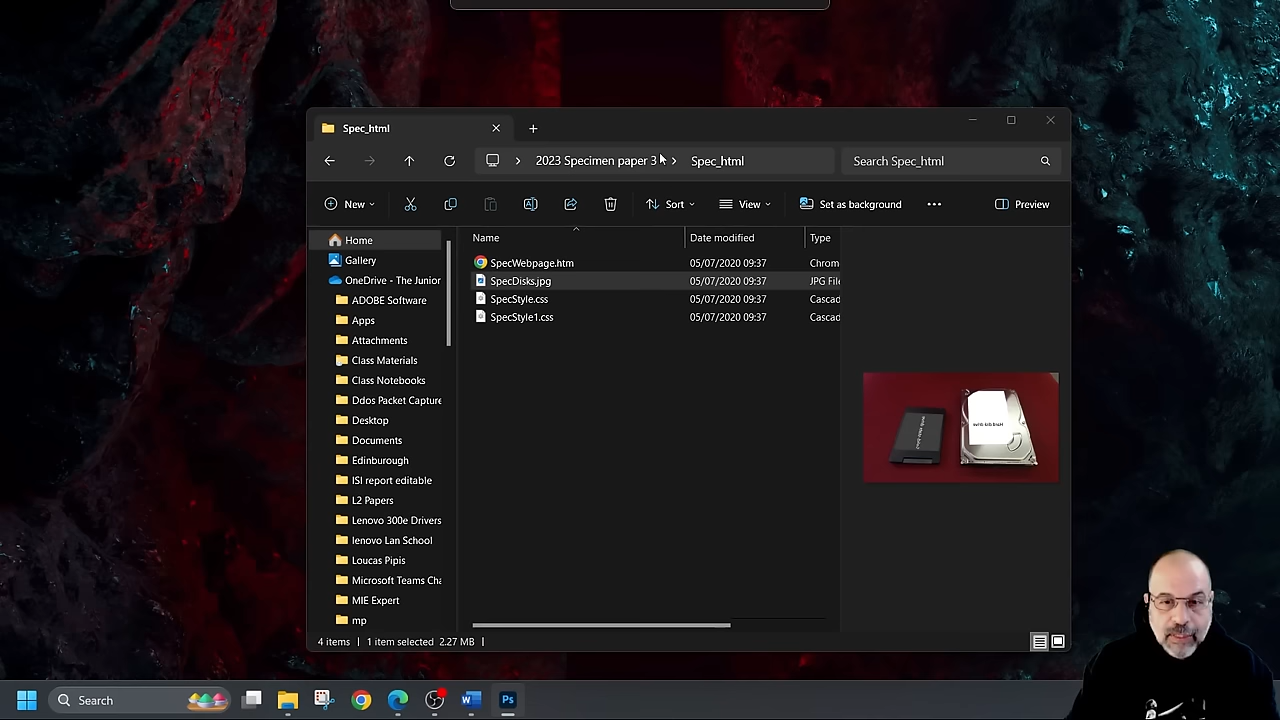 Spec_html
2023 Specimen paper 3
Spec_html
Search Spec_html
New
Sort
View
Set as background
Preview
Name
Date modified
Type
Home
Gallery
OneDrive - The Junior
ADOBE Software
Apps
Attachments
Class Materials
Class Notebooks
Ddos Packet Capture
Desktop
Documents
Edinburough
ISI report editable
L2 Papers
Lenovo 300e Drivers
lenovo Lan School
Loucas Pipis
Microsoft Teams Cha
MIE Expert
mp
SpecWebpage.htm 05/07/2020 09:37 Chrom
SpecDisks.jpg 05/07/2020 09:37 JPG File
SpecStyle.css 05/07/2020 09:37 Cascad
SpecStyle1.css 05/07/2020 09:37 Cascad
4 items 1 item selected 2.27 MB
Search
W
Ps